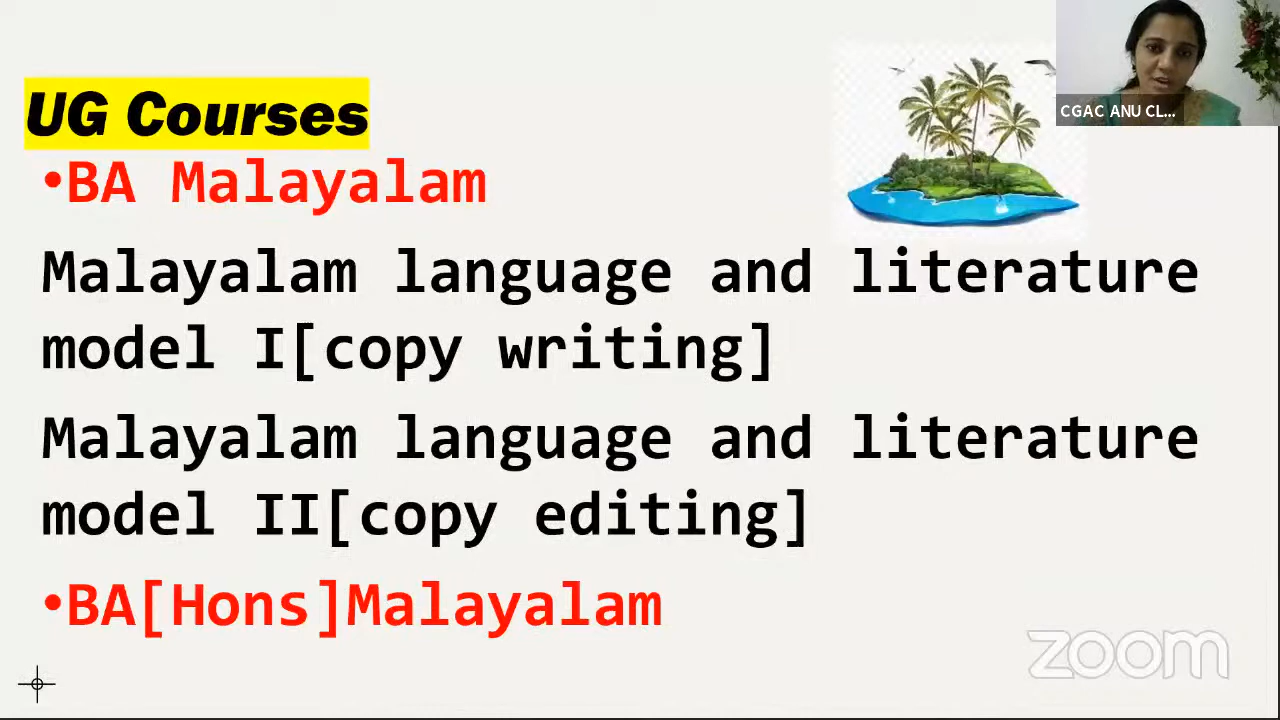 CGAC ANU CL...
UG Courses
•BA Malayalam
Malayalam language and literature
model I[copy writing]
Malayalam language and literature
model II[copy editing]
•BA[Hons]Malayalam
zoom